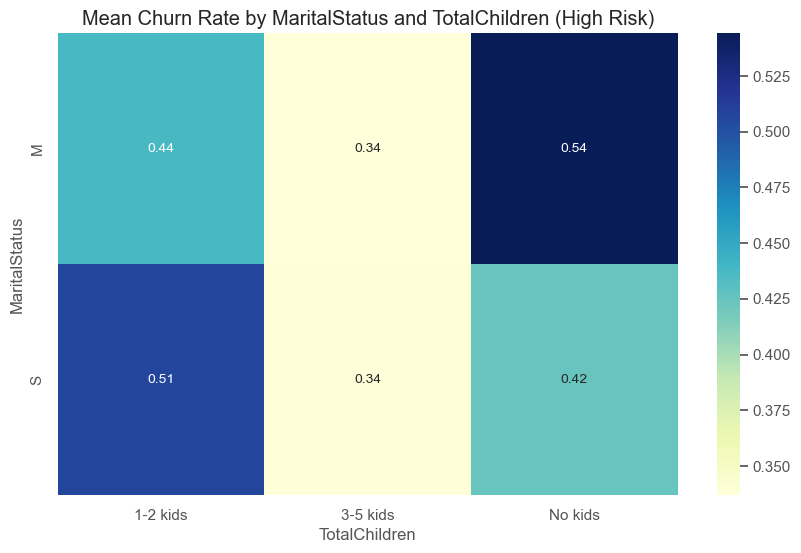 Mean Churn Rate by MaritalStatus and TotalChildren (High Risk)
MaritalStatus
M
0.44 0.34 0.54
S
0.51 0.34 0.42
1-2 kids 3-5 kids No kids
TotalChildren
0.525
0.500
0.475
0.450
0.425
0.400
0.375
0.350